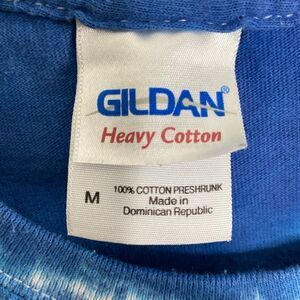 GILDAN®
Heavy Cotton
M
100% COTTON PRESHRUNK
Made in
Dominican Republic